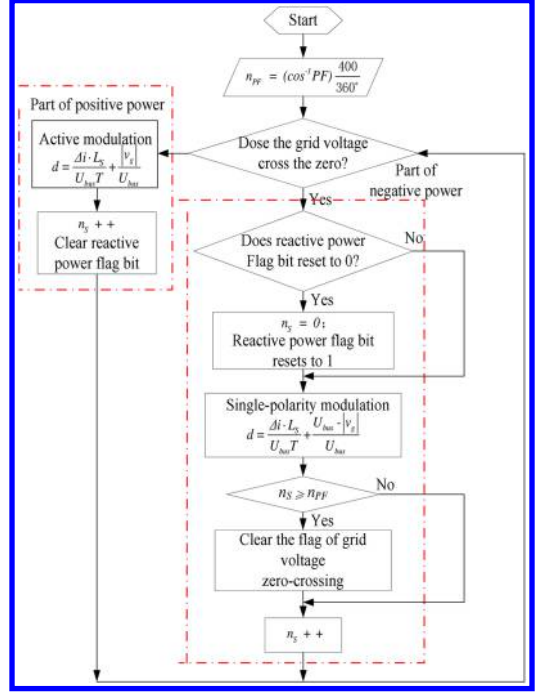 Start
n_PF = (cos⁻¹PF) 400/360°
Part of positive power
Dose the grid voltage
cross the zero?
Active modulation
d = Δi·L_S/U_bus T + |v_g|/U_bus
Part of
negative power
Yes
n_S ++
Clear reactive
power flag bit
Does reactive power
Flag bit reset to 0?
No
Yes
n_S = 0;
Reactive power flag bit
resets to 1
Single-polarity modulation
d = Δi·L_S/U_bus T + U_bus - |v_g|/U_bus
n_S ⩾ n_PF
No
Yes
Clear the flag of grid
voltage
zero-crossing
n_S ++